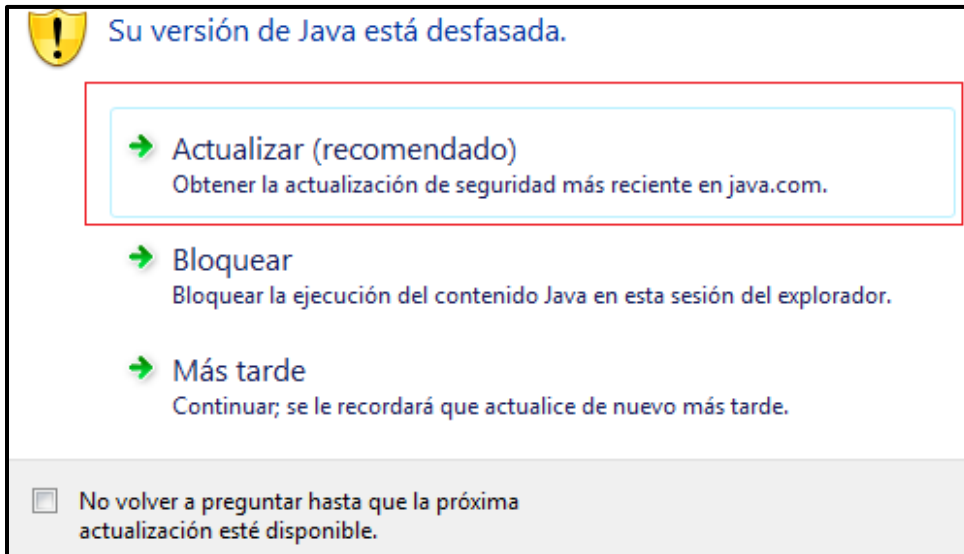 Su versión de Java está desfasada.
Actualizar (recomendado)
Obtener la actualización de seguridad más reciente en java.com.
Bloquear
Bloquear la ejecución del contenido Java en esta sesión del explorador.
Más tarde
Continuar; se le recordará que actualice de nuevo más tarde.
No volver a preguntar hasta que la próxima
actualización esté disponible.